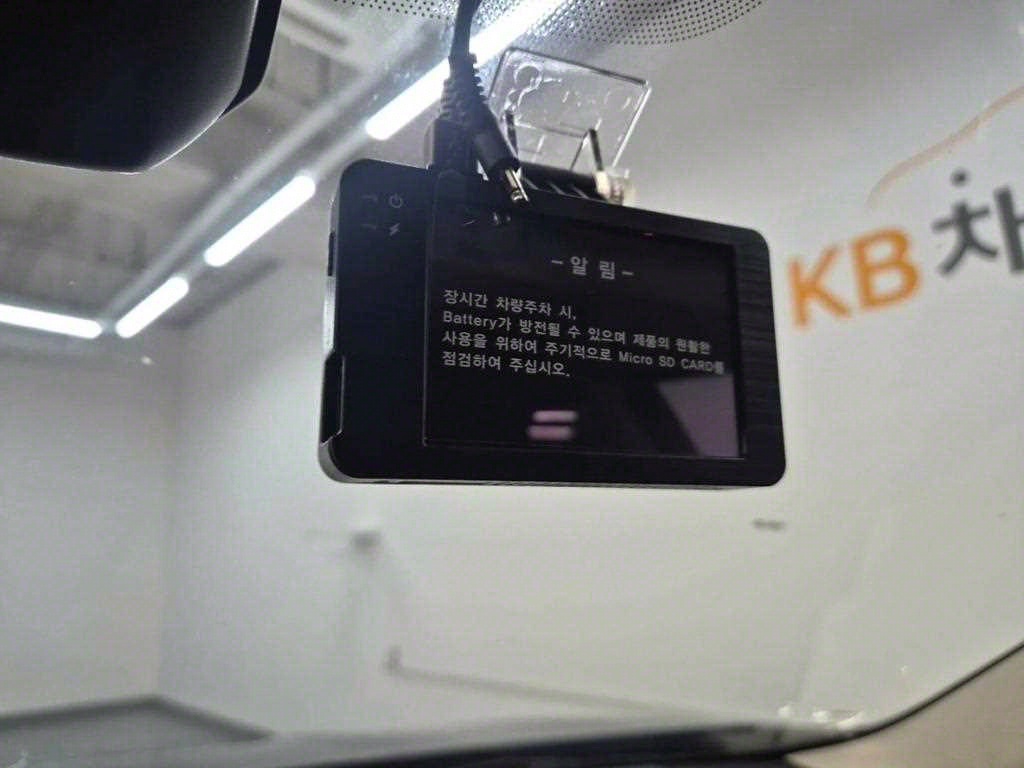 -알 림-
장시간 차량주차 시,
Battery가 방전될 수 있으며 제품의 원활한
사용을 위하여 주기적으로 Micro SD CARD를
점검하여 주십시오.
KB 차